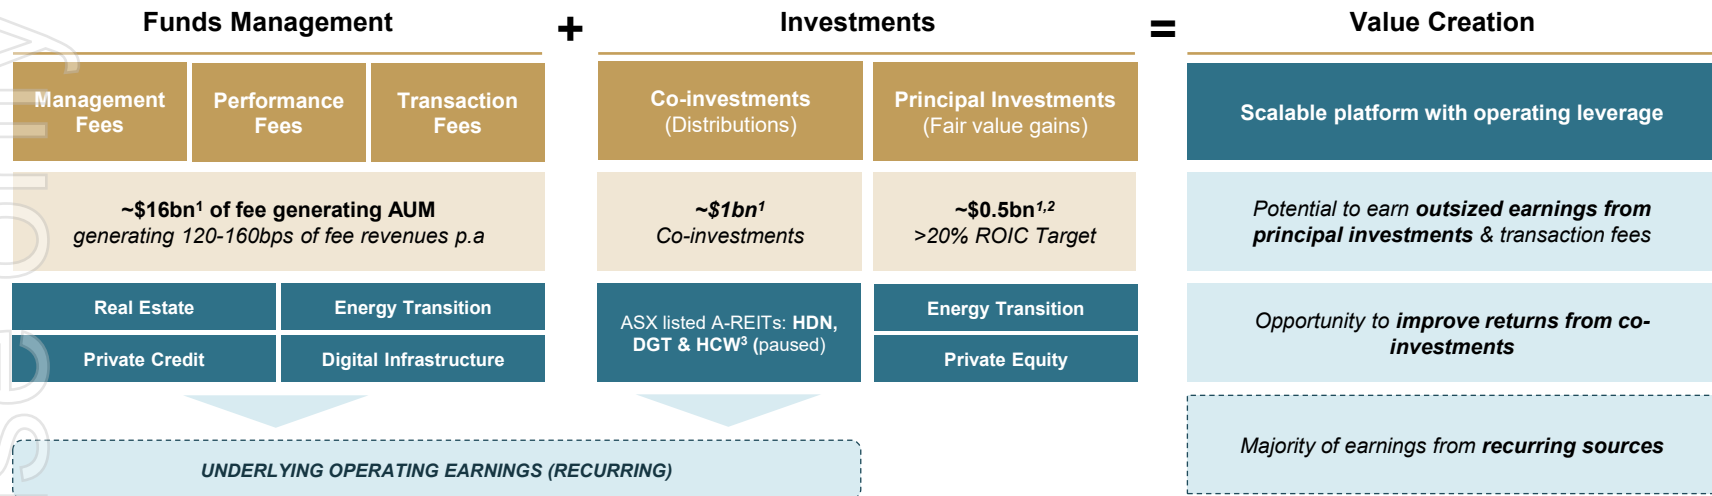 Funds Management
+
Investments
=
Value Creation
Management
Fees
Performance
Fees
Transaction
Fees
Co-investments
(Distributions)
Principal Investments
(Fair value gains)
Scalable platform with operating leverage
~$16bn¹ of fee generating AUM
generating 120-160bps of fee revenues p.a
~$1bn¹
Co-investments
~$0.5bn¹,²
>20% ROIC Target
Potential to earn outsized earnings from
principal investments & transaction fees
Real Estate
Energy Transition
Private Credit
Digital Infrastructure
ASX listed A-REITs: HDN,
DGT & HCW³ (paused)
Energy Transition
Private Equity
Opportunity to improve returns from co-
investments
UNDERLYING OPERATING EARNINGS (RECURRING)
Majority of earnings from recurring sources
se only